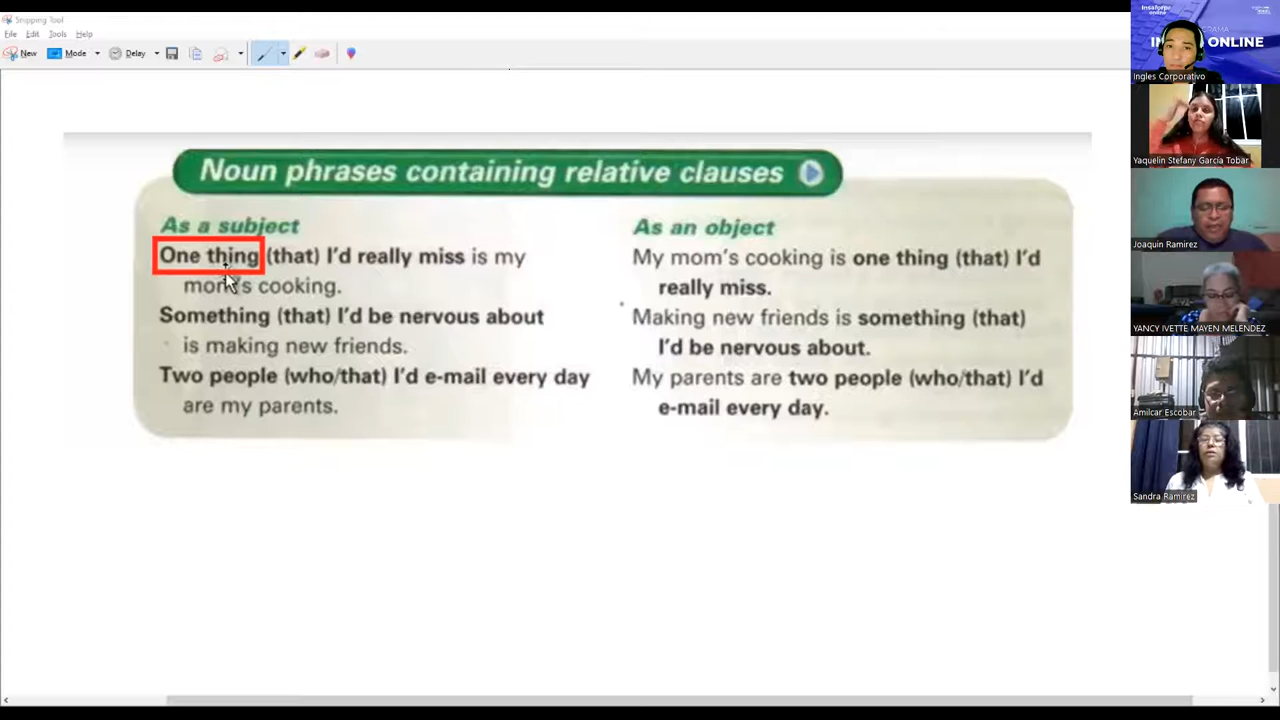 Snipping Tool
File Edit Tools Help
New Mode Delay
Noun phrases containing relative clauses
As a subject
One thing (that) I'd really miss is my
mom's cooking.
Something (that) I'd be nervous about
is making new friends.
Two people (who/that) I'd e-mail every day
are my parents.
As an object
My mom's cooking is one thing (that) I'd
really miss.
Making new friends is something (that)
I'd be nervous about.
My parents are two people (who/that) I'd
e-mail every day.
Insaforp
online
ONLINE
Ingles Corporativo
Yaquelin Stefany García Tobar
Joaquin Ramirez
YANCY IVETTE MAYEN MELENDEZ
Amilcar Escobar
Sandra Ramirez